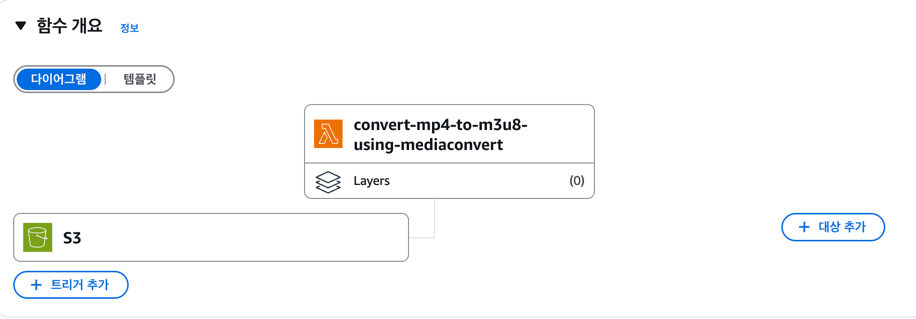 ▼ 함수 개요 정보
다이어그램 | 템플릿
convert-mp4-to-m3u8-
using-mediaconvert
Layers (0)
S3
+ 대상 추가
+ 트리거 추가